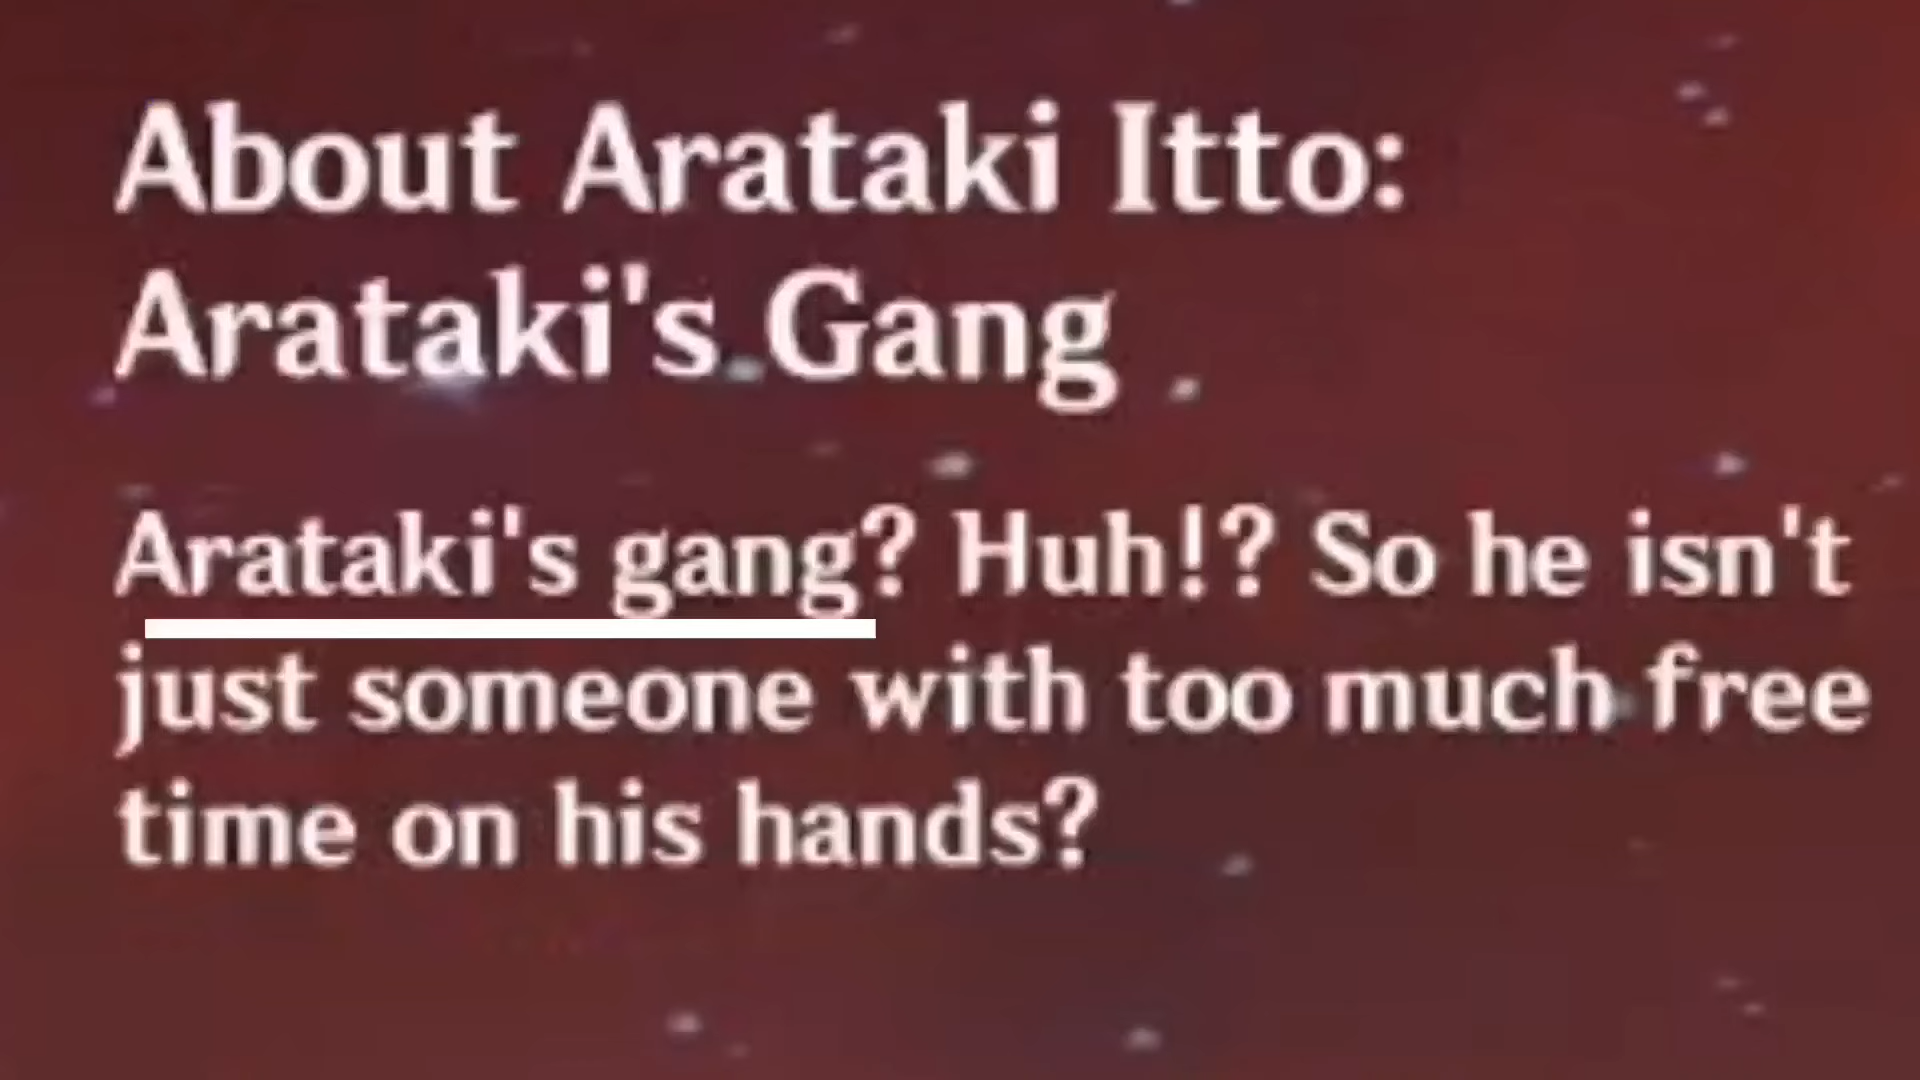 About Arataki Itto:
Arataki's Gang
Arataki's gang? Huh!? So he isn't
just someone with too much free
time on his hands?